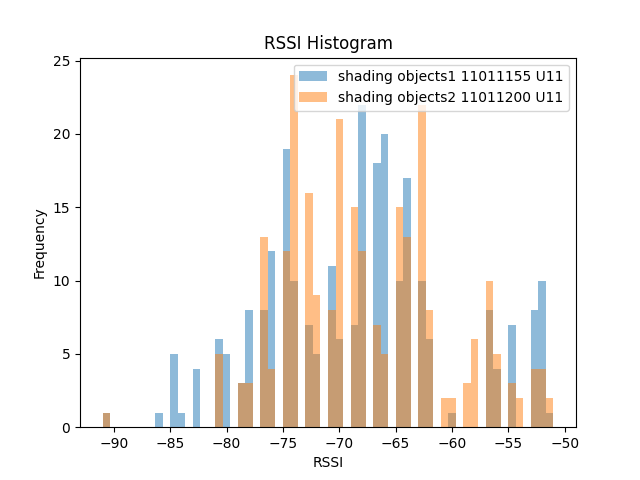 RSSI Histogram
shading objects1 11011155 U11
shading objects2 11011200 U11
Frequency
25
20
15
10
5
0
−90 −85 −80 −75 −70 −65 −60 −55 −50
RSSI